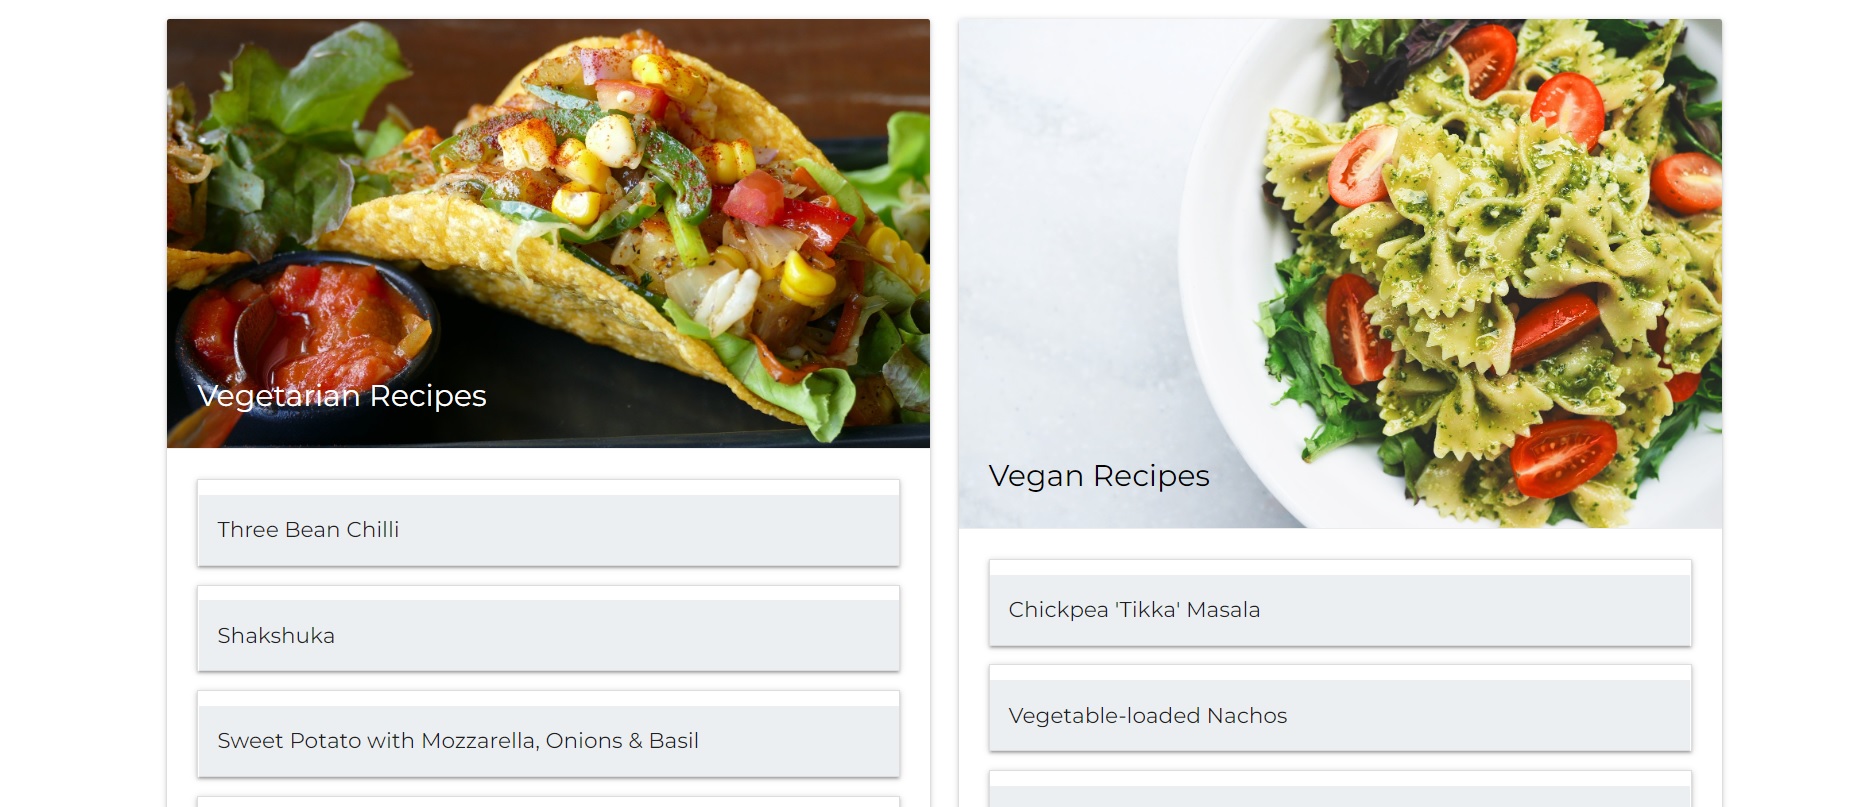 Vegetarian Recipes
Three Bean Chilli
Shakshuka
Sweet Potato with Mozzarella, Onions & Basil
Vegan Recipes
Chickpea 'Tikka' Masala
Vegetable-loaded Nachos